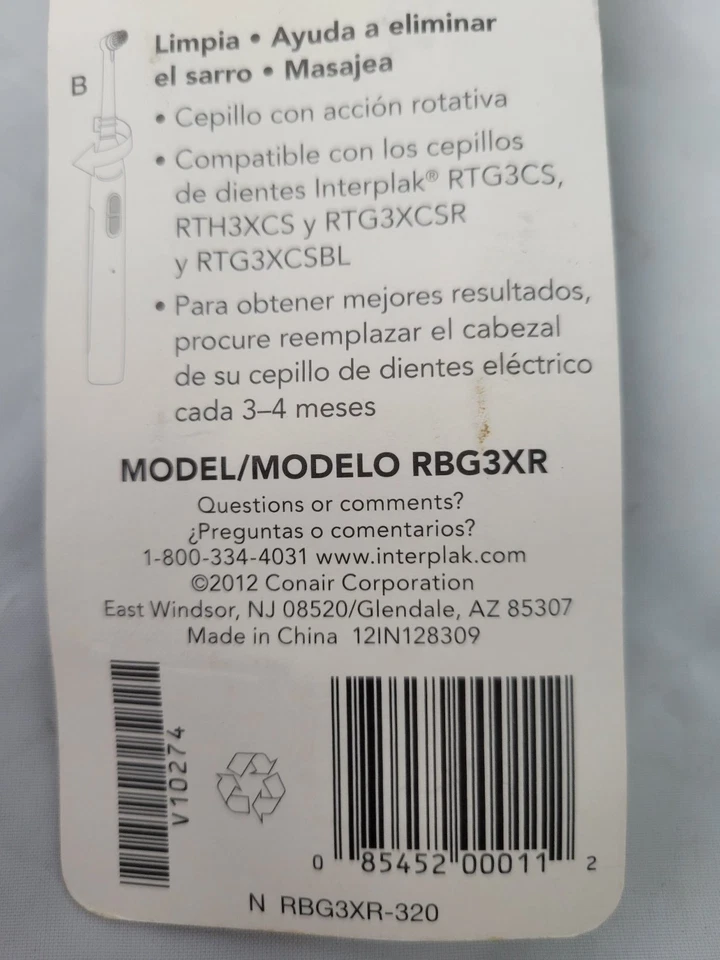 B
Limpia • Ayuda a eliminar
el sarro • Masajea
• Cepillo con acción rotativa
• Compatible con los cepillos
de dientes Interplak® RTG3CS,
RTH3XCS y RTG3XCSR
y RTG3XCSBL
• Para obtener mejores resultados,
procure reemplazar el cabezal
de su cepillo de dientes eléctrico
cada 3–4 meses
MODEL/MODELO RBG3XR
Questions or comments?
¿Preguntas o comentarios?
1-800-334-4031 www.interplak.com
©2012 Conair Corporation
East Windsor, NJ 08520/Glendale, AZ 85307
Made in China 12IN128309
V10274
0 85452 00011 2
N RBG3XR-320